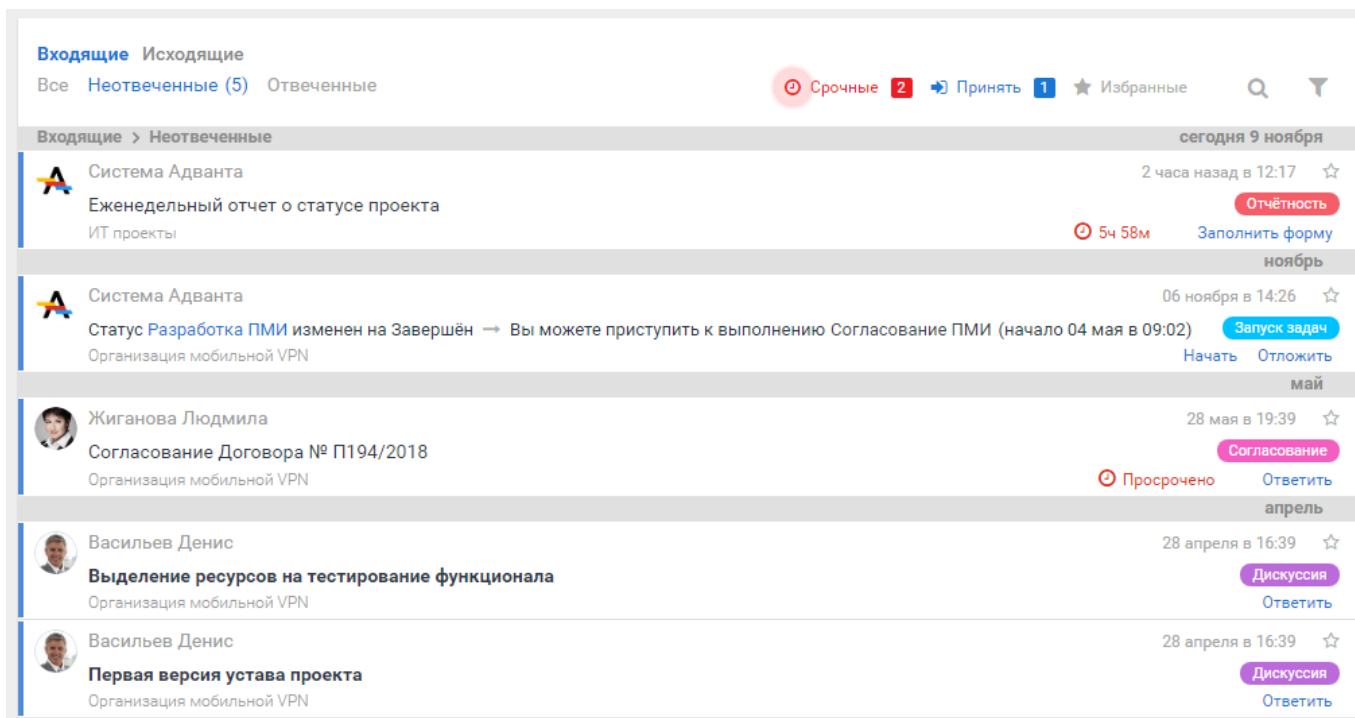 Входящие Исходящие
Все Неотвеченные (5) Отвеченные Срочные 2 Принять 1 Избранные
Входящие > Неотвеченные сегодня 9 ноября
Система Адванта 2 часа назад в 12:17
Еженедельный отчет о статусе проекта Отчётность
ИТ проекты 5ч 58м Заполнить форму
ноябрь
Система Адванта 06 ноября в 14:26
Статус Разработка ПМИ изменен на Завершён → Вы можете приступить к выполнению Согласование ПМИ (начало 04 мая в 09:02) Запуск задач
Организация мобильной VPN Начать Отложить
май
Жиганова Людмила 28 мая в 19:39
Согласование Договора № П194/2018 Согласование
Организация мобильной VPN Просрочено Ответить
апрель
Васильев Денис 28 апреля в 16:39
Выделение ресурсов на тестирование функционала Дискуссия
Организация мобильной VPN Ответить
Васильев Денис 28 апреля в 16:39
Первая версия устава проекта Дискуссия
Организация мобильной VPN Ответить